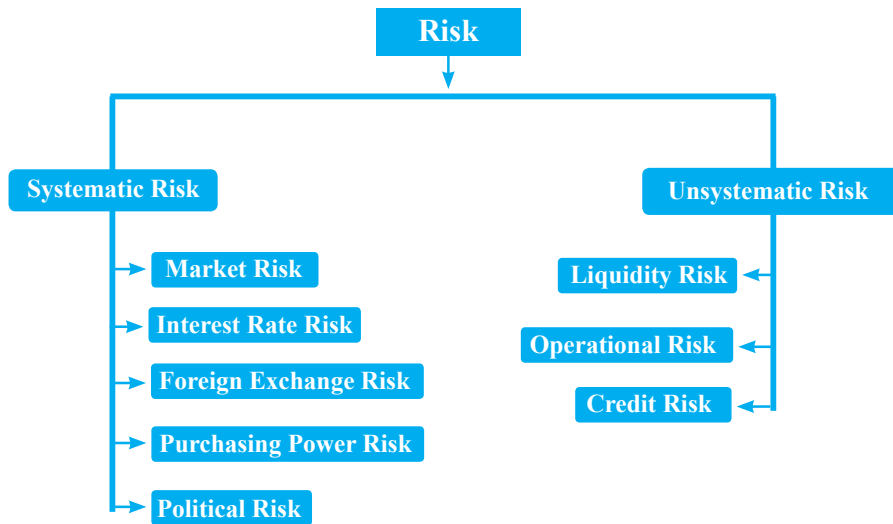 Risk
Systematic Risk
Market Risk
Interest Rate Risk
Foreign Exchange Risk
Purchasing Power Risk
Political Risk
Unsystematic Risk
Liquidity Risk
Operational Risk
Credit Risk